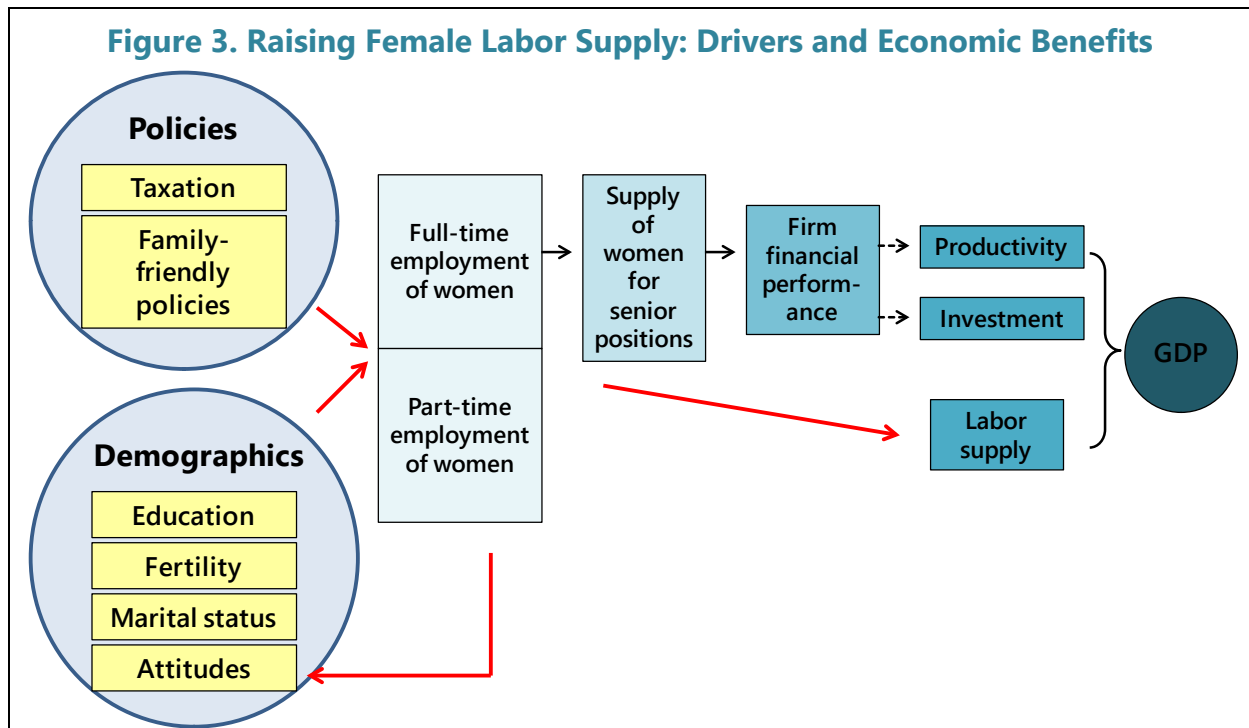 Figure 3. Raising Female Labor Supply: Drivers and Economic Benefits
Policies
Taxation
Family-
friendly
policies
Demographics
Education
Fertility
Marital status
Attitudes
Full-time
employment
of women
Part-time
employment
of women
Supply
of
women
for
senior
positions
Firm
financial
perform-
ance
Productivity
Investment
Labor
supply
GDP